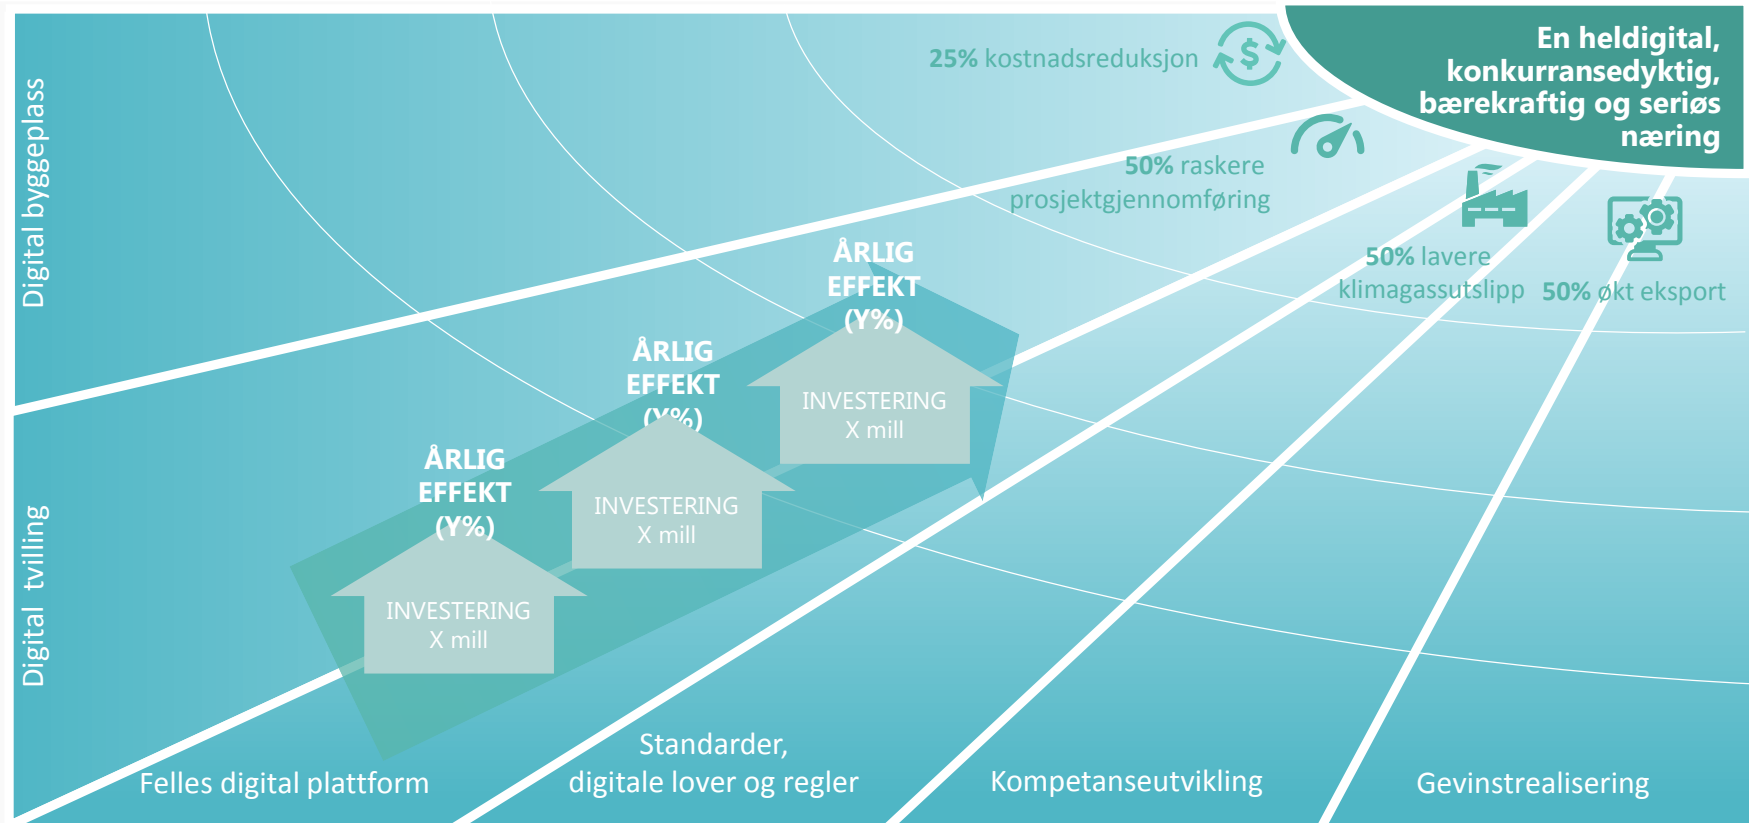 En heldigital,
konkurransedyktig,
bærekraftig og seriøs
næring
25% kostnadsreduksjon
50% raskere
prosjektgjennomføring
50% lavere
klimagassutslipp
50% økt eksport
Digital byggeplass
Digital tvilling
ÅRLIG
EFFEKT
(Y%)
INVESTERING
X mill
ÅRLIG
EFFEKT
(Y%)
INVESTERING
X mill
ÅRLIG
EFFEKT
(Y%)
INVESTERING
X mill
Felles digital plattform
Standarder,
digitale lover og regler
Kompetanseutvikling
Gevinstrealisering